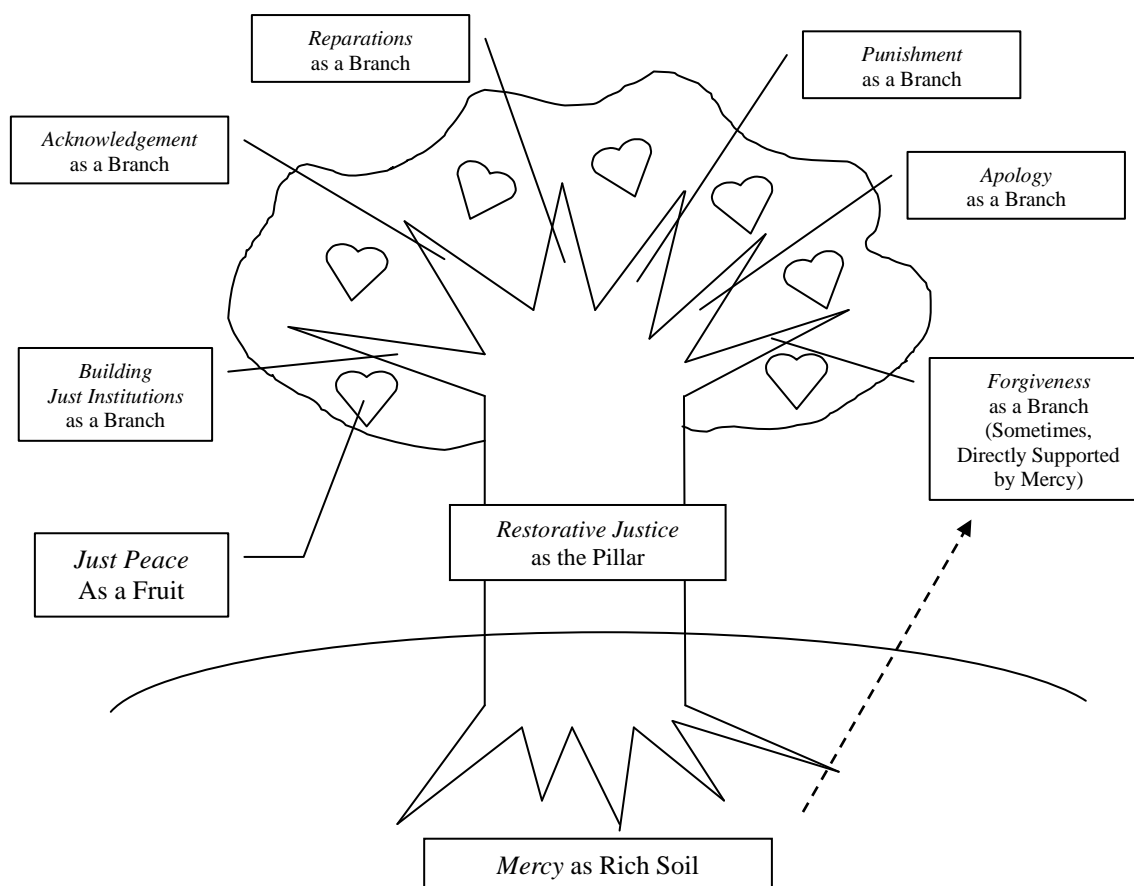 Reparations
as a Branch
Punishment
as a Branch
Acknowledgement
as a Branch
Apology
as a Branch
Building
Just Institutions
as a Branch
Forgiveness
as a Branch
(Sometimes,
Directly Supported
by Mercy)
Just Peace
As a Fruit
Restorative Justice
as the Pillar
Mercy as Rich Soil